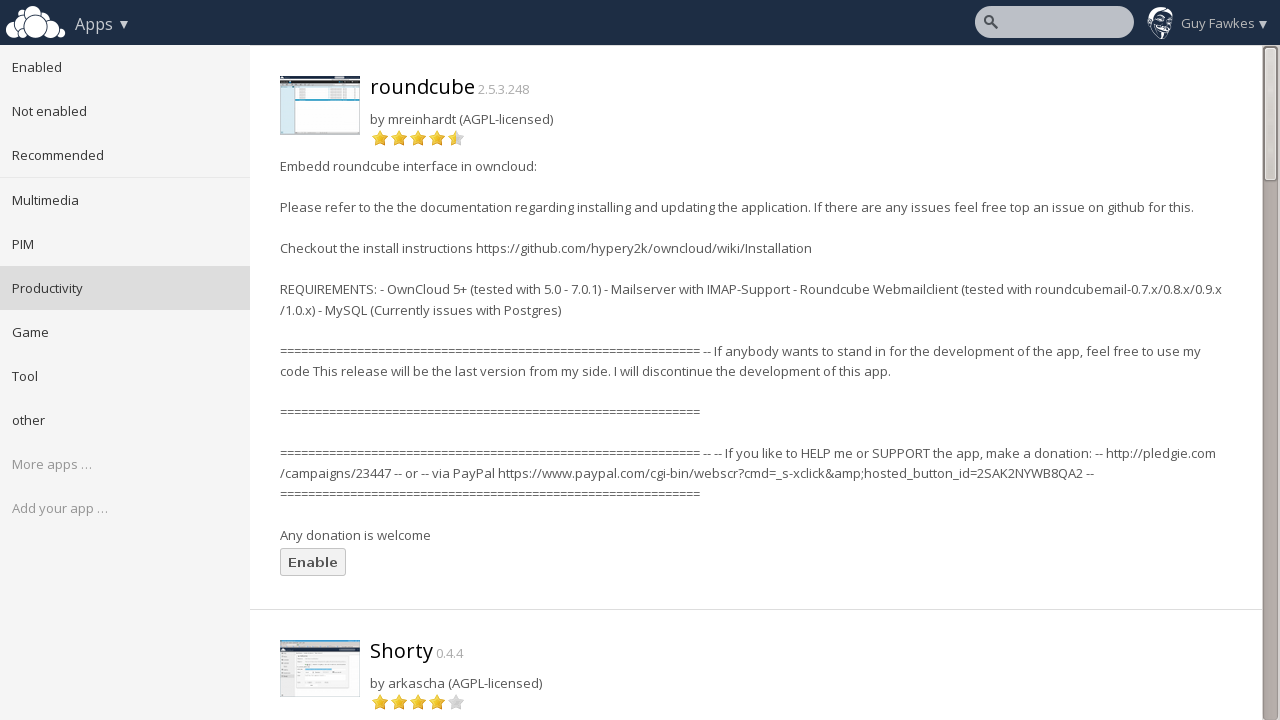 Apps ▼
Guy Fawkes ▼
Enabled
Not enabled
Recommended
Multimedia
PIM
Productivity
Game
Tool
other
More apps …
Add your app …
roundcube 2.5.3.248
by mreinhardt (AGPL-licensed)
Embedd roundcube interface in owncloud:
Please refer to the the documentation regarding installing and updating the application. If there are any issues feel free top an issue on github for this.
Checkout the install instructions https://github.com/hypery2k/owncloud/wiki/Installation
REQUIREMENTS: - OwnCloud 5+ (tested with 5.0 - 7.0.1) - Mailserver with IMAP-Support - Roundcube Webmailclient (tested with roundcubemail-0.7.x/0.8.x/0.9.x
/1.0.x) - MySQL (Currently issues with Postgres)
============================================================ -- If anybody wants to stand in for the development of the app, feel free to use my
code This release will be the last version from my side. I will discontinue the development of this app.
============================================================
============================================================ -- -- If you like to HELP me or SUPPORT the app, make a donation: -- http://pledgie.com
/campaigns/23447 -- or -- via PayPal https://www.paypal.com/cgi-bin/webscr?cmd=_s-xclick&amp;hosted_button_id=2SAK2NYWB8QA2 --
============================================================
Any donation is welcome
Enable
Shorty 0.4.4
by arkascha (AGPL-licensed)